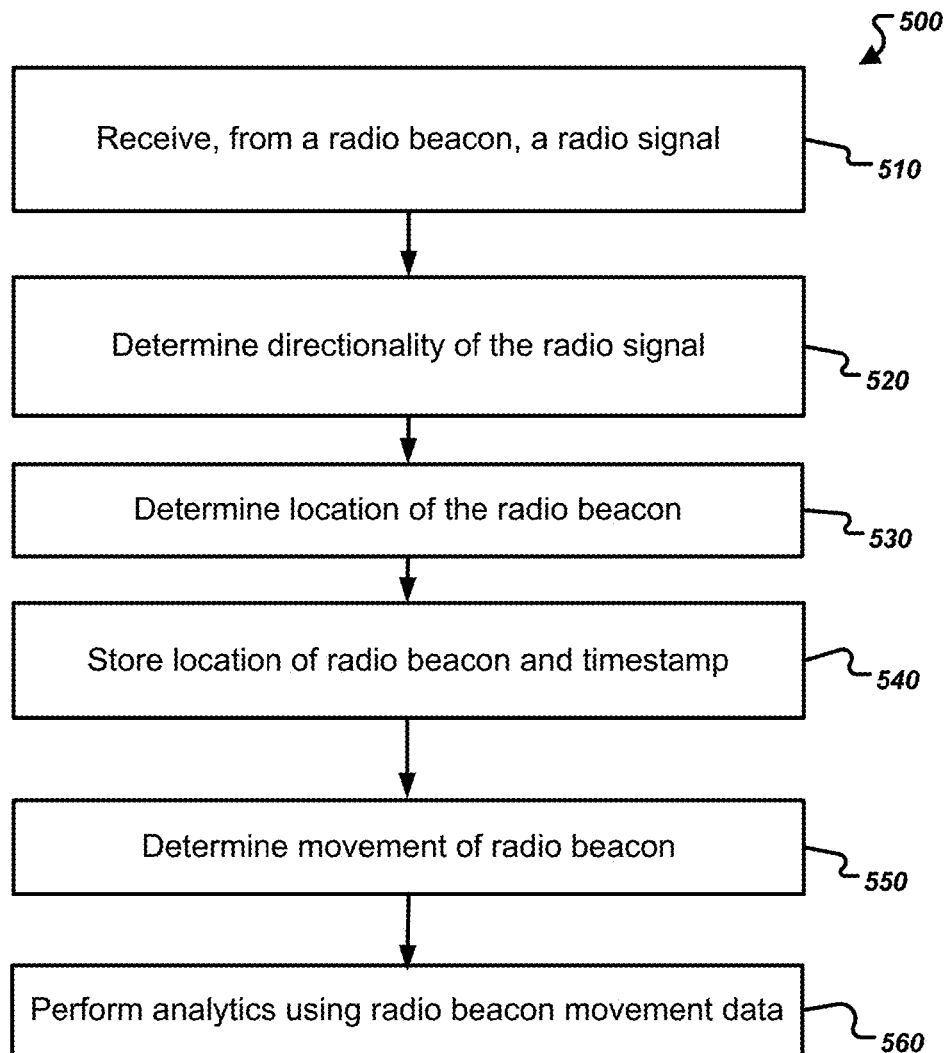 500
Receive, from a radio beacon, a radio signal
510
Determine directionality of the radio signal
520
Determine location of the radio beacon
530
Store location of radio beacon and timestamp
540
Determine movement of radio beacon
550
Perform analytics using radio beacon movement data
560